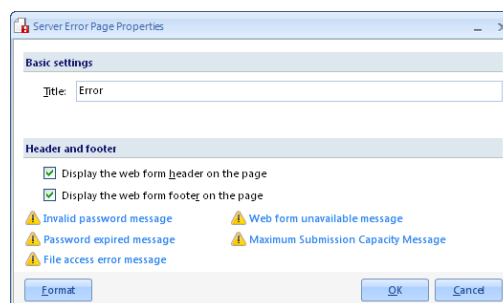 Server Error Page Properties
Basic settings
Title: Error
Header and footer
Display the web form header on the page
Display the web form footer on the page
Invalid password message Web form unavailable message
Password expired message Maximum Submission Capacity Message
File access error message
Format OK Cancel